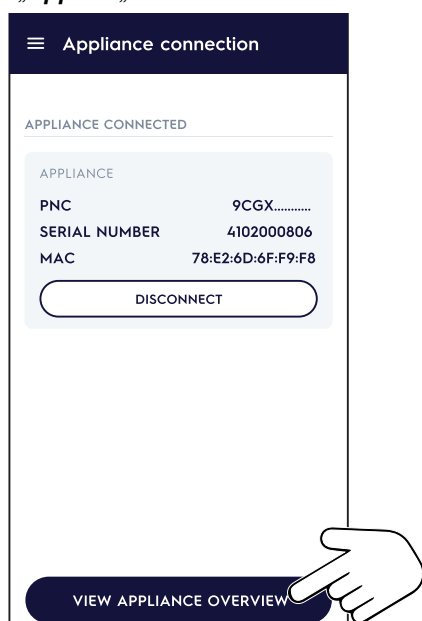 Appliance connection
APPLIANCE CONNECTED
APPLIANCE
PNC 9CGX...........
SERIAL NUMBER 4102000806
MAC 78:E2:6D:6F:F9:F8
DISCONNECT
VIEW APPLIANCE OVERVIEW